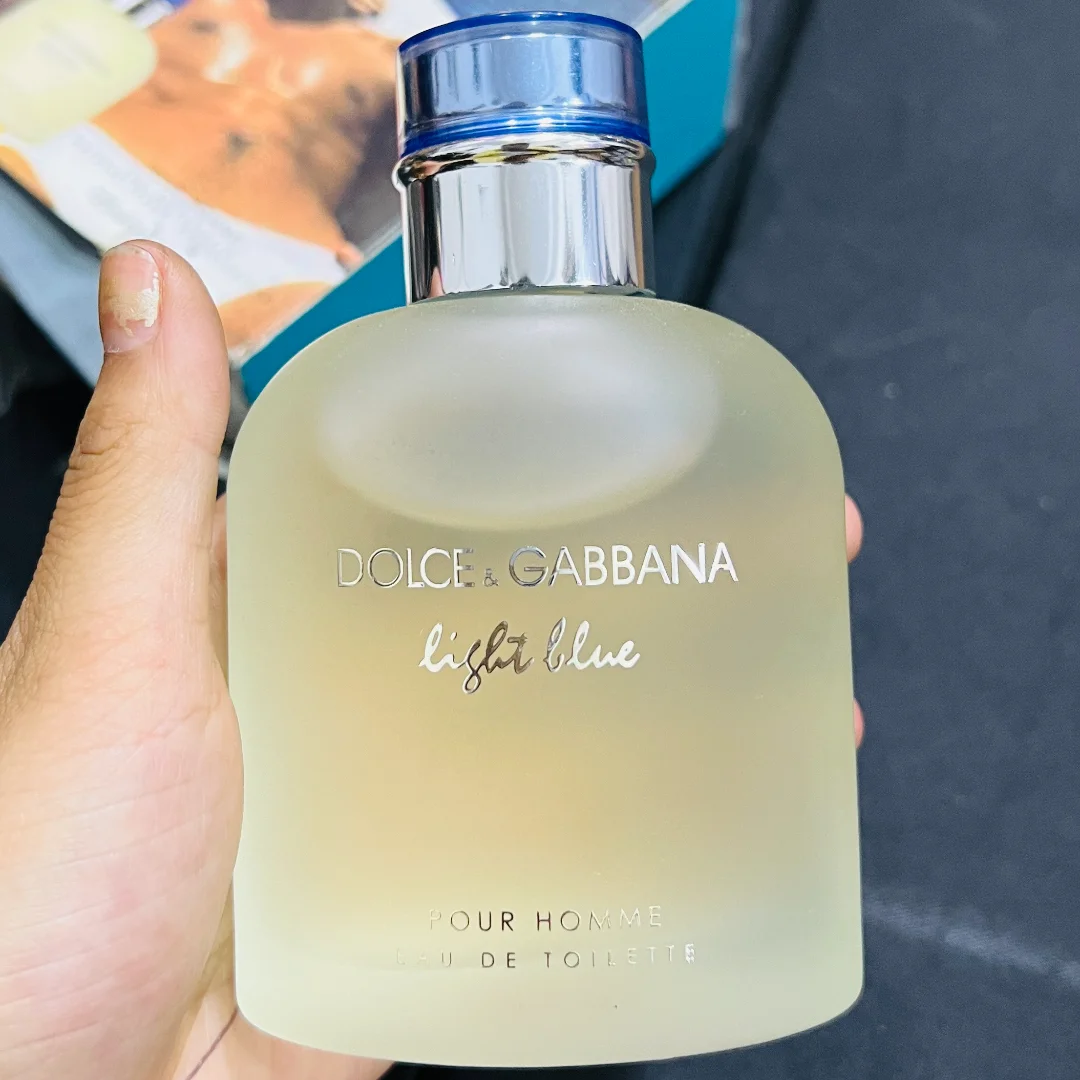 DOLCE & GABBANA
light blue
POUR HOMME
EAU DE TOILETTE